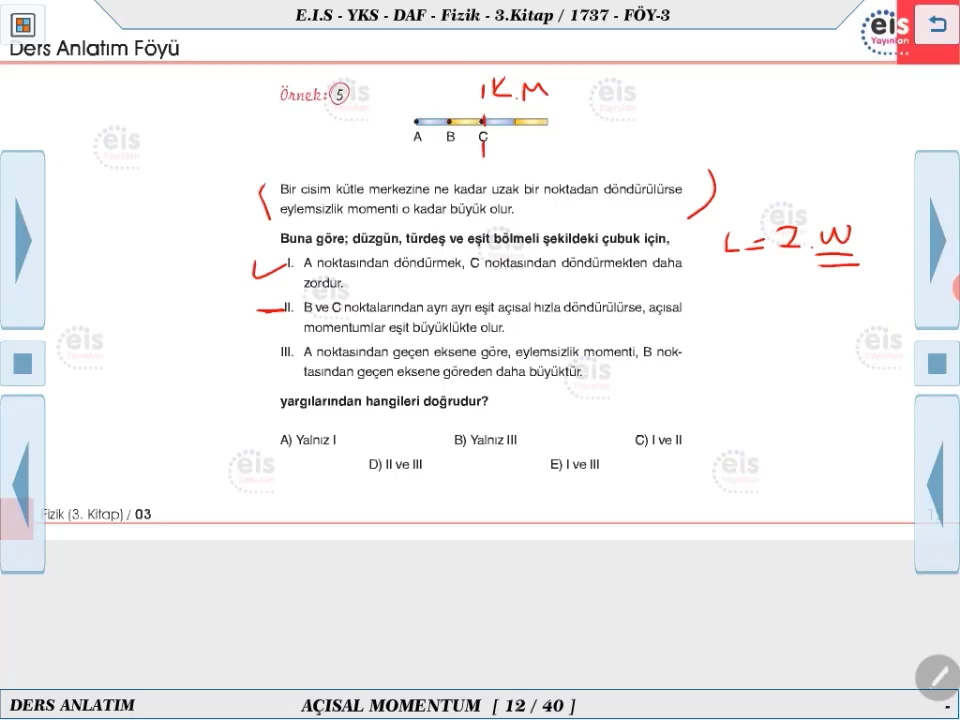 E.I.S - YKS - DAF - Fizik - 3.Kitap / 1737 - FÖY-3
eis
Yayınları
Ders Anlatım Föyü
Örnek: 5
K.M
A B C
Bir cisim kütle merkezine ne kadar uzak bir noktadan döndürülürse
eylemsizlik momenti o kadar büyük olur.
L = I . W
Buna göre; düzgün, türdeş ve eşit bölmeli şekildeki çubuk için,
I. A noktasından döndürmek, C noktasından döndürmekten daha
zordur.
II. B ve C noktalarından ayrı ayrı eşit açısal hızla döndürülürse, açısal
momentumlar eşit büyüklükte olur.
III. A noktasından geçen eksene göre, eylemsizlik momenti, B nok-
tasından geçen eksene göreden daha büyüktür.
yargılarından hangileri doğrudur?
A) Yalnız I B) Yalnız III C) I ve II
D) II ve III E) I ve III
Fizik (3. Kitap) / 03
DERS ANLATIM AÇISAL MOMENTUM [ 12 / 40 ] -